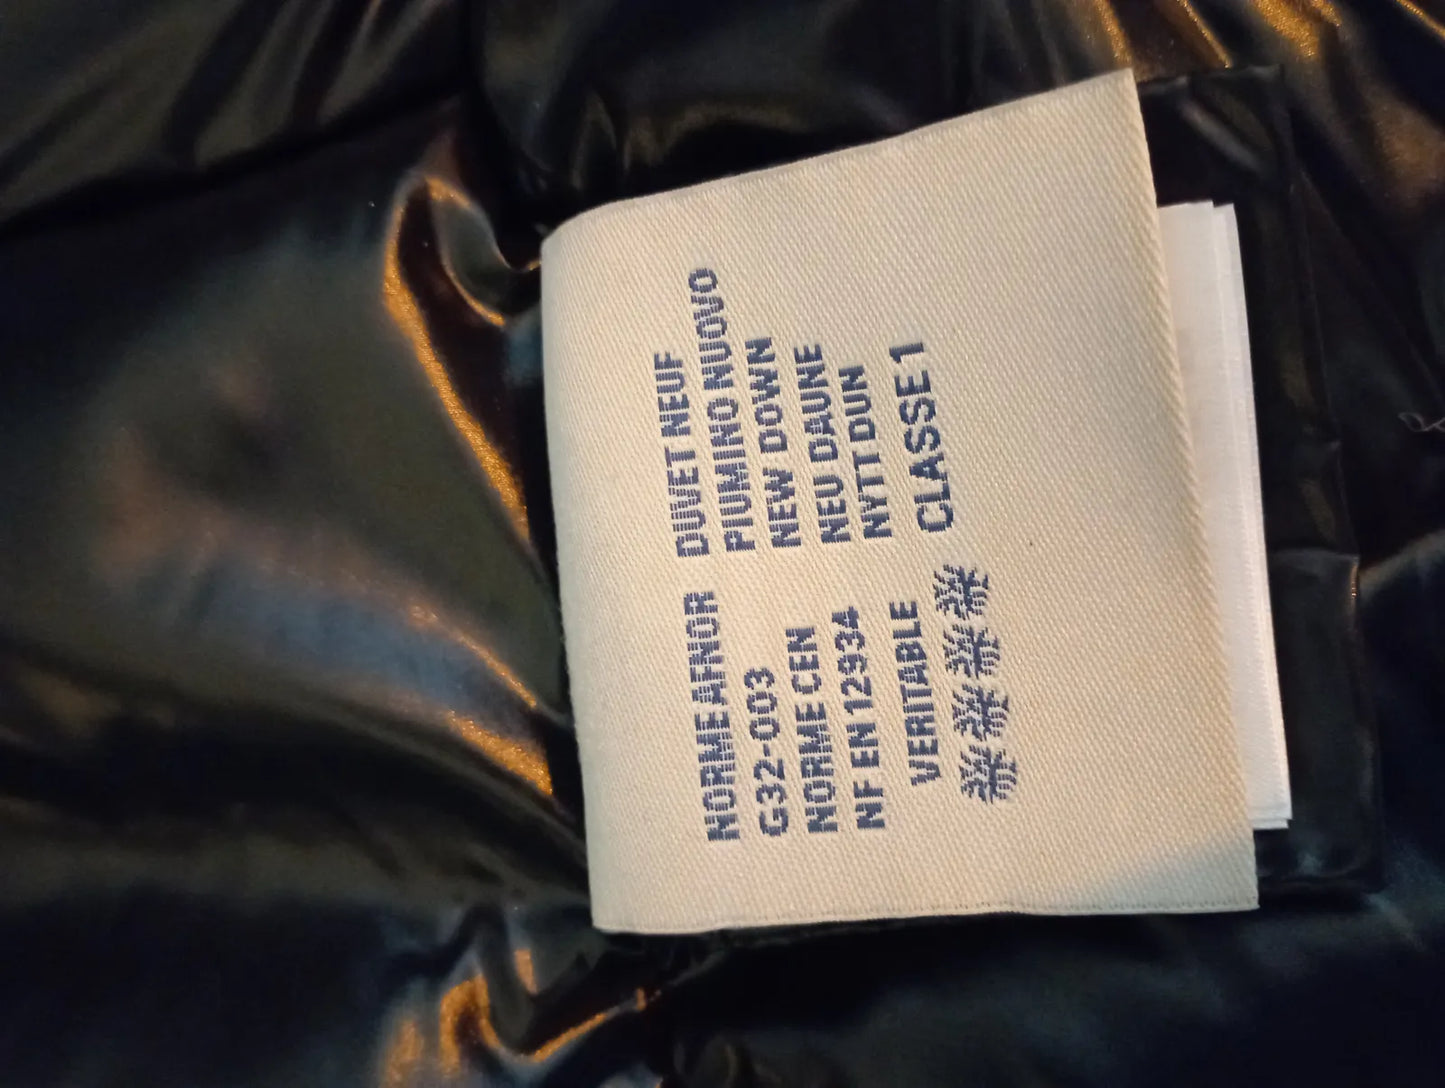 NORME AFNOR
G32-003
NORME CEN
NF EN 12934
VERITABLE
DUVET NEUF
PIUMINO NUOVO
NEW DOWN
NEU DAUNE
NYTT DUN
CLASSE 1